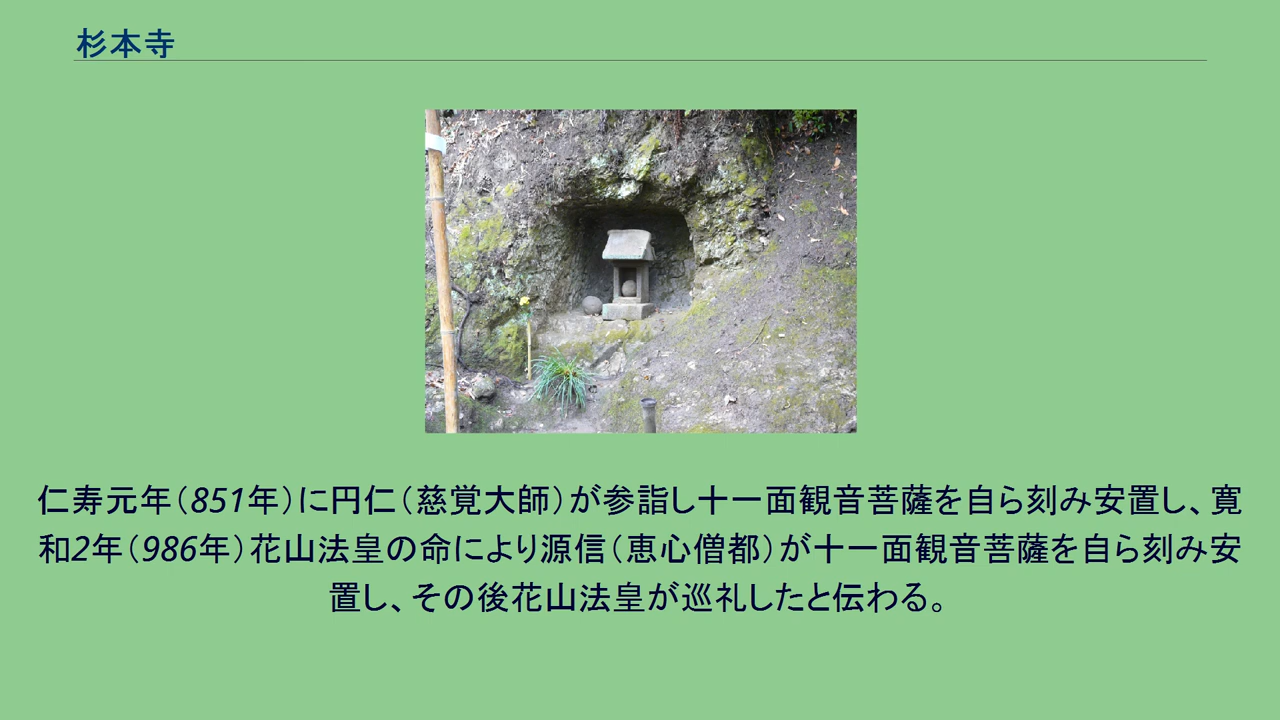 杉本寺
仁寿元年（851年）に円仁（慈覚大師）が参詣し十一面観音菩薩を自ら刻み安置し、寛
和2年（986年）花山法皇の命により源信（恵心僧都）が十一面観音菩薩を自ら刻み安
置し、その後花山法皇が巡礼したと伝わる。